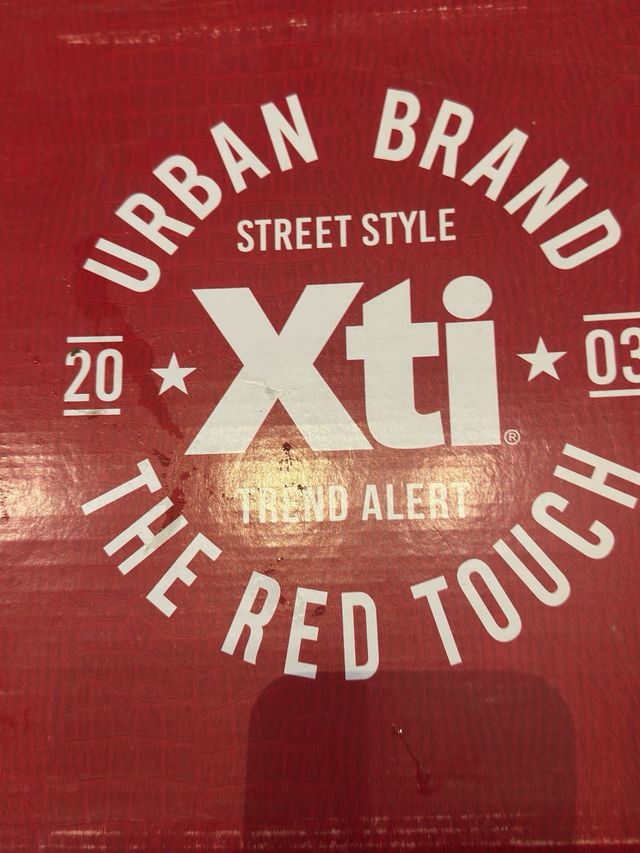 URBAN BRAND
STREET STYLE
20 Xti® 03
TREND ALERT
THE RED TOUCH